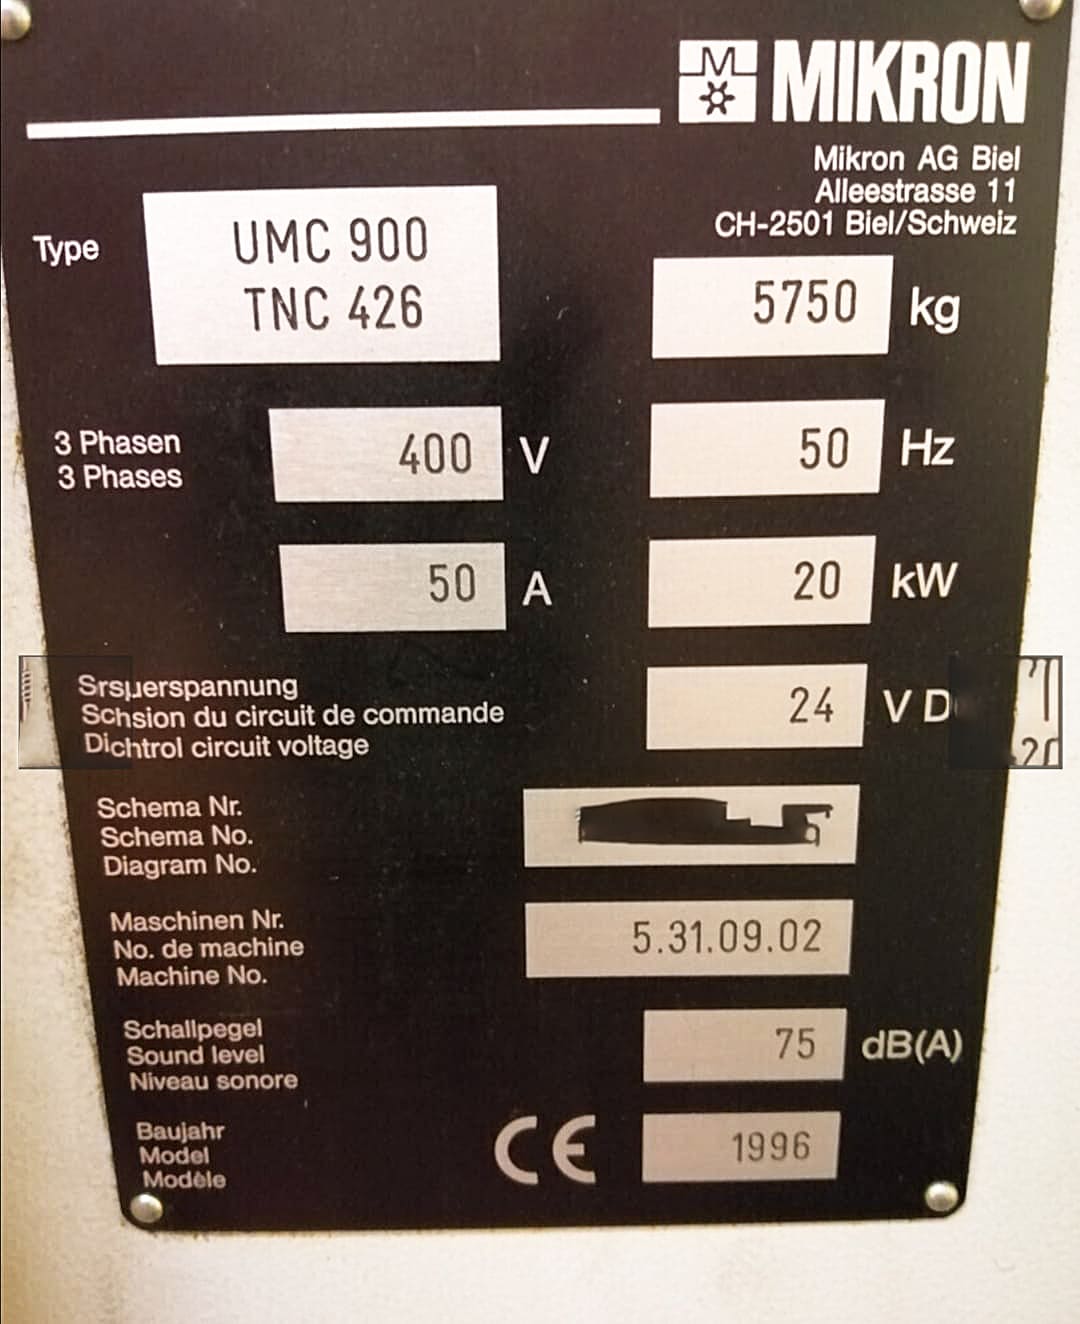 MIKRON
Mikron AG Biel
Alleestrasse 11
CH-2501 Biel/Schweiz
Type
UMC 900
TNC 426
5750 kg
3 Phasen
3 Phases
400 V
50 Hz
50 A
20 kW
Srsµerspannung
Schsion du circuit de commande
Dichtrol circuit voltage
24 V D
Schema Nr.
Schema No.
Diagram No.
Maschinen Nr.
No. de machine
Machine No.
5.31.09.02
Schallpegel
Sound level
Niveau sonore
75 dB(A)
Baujahr
Model
Modèle
CE
1996